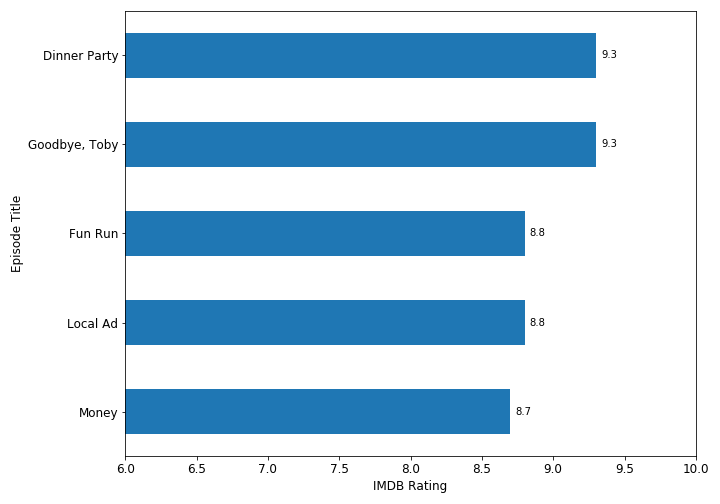 Dinner Party
9.3
Goodbye, Toby
9.3
Fun Run
8.8
Local Ad
8.8
Money
8.7
Episode Title
6.0 6.5 7.0 7.5 8.0 8.5 9.0 9.5 10.0
IMDB Rating